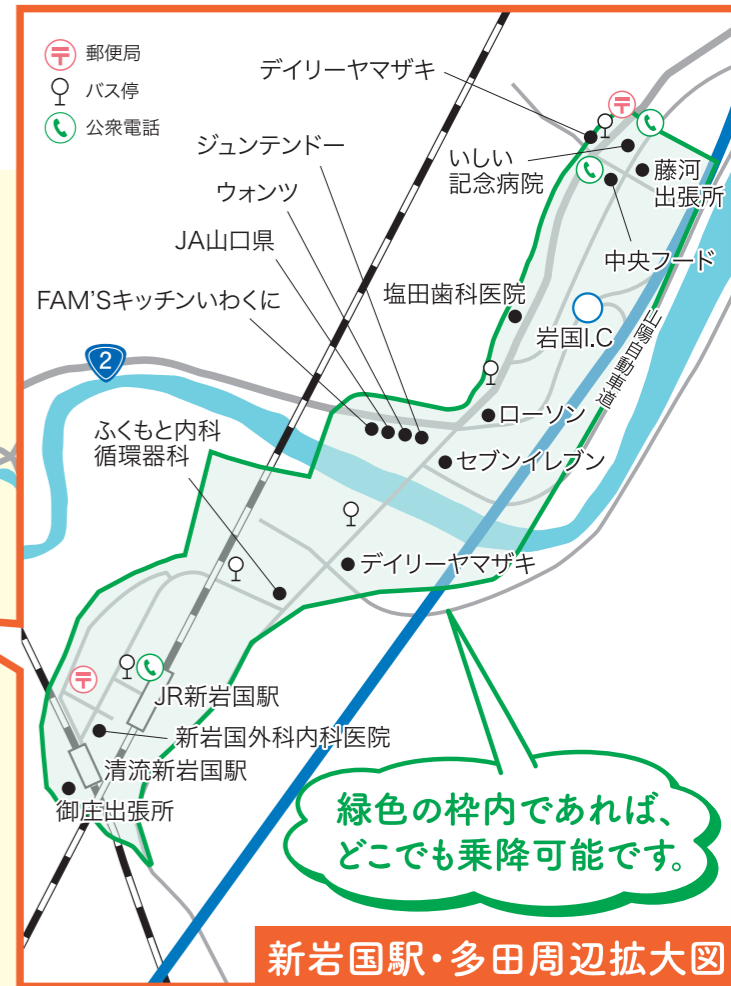 郵便局
バス停
公衆電話
デイリーヤマザキ
ジュンテンドー
いしい
記念病院
藤河
出張所
ウォンツ
中央フード
JA山口県
塩田歯科医院
FAM'Sキッチンいわくに
岩国I.C
山陽自動車道
2
ローソン
ふくもと内科
循環器科
セブンイレブン
デイリーヤマザキ
JR新岩国駅
新岩国外科内科医院
清流新岩国駅
御庄出張所
緑色の枠内であれば、
どこでも乗降可能です。
新岩国駅・多田周辺拡大図